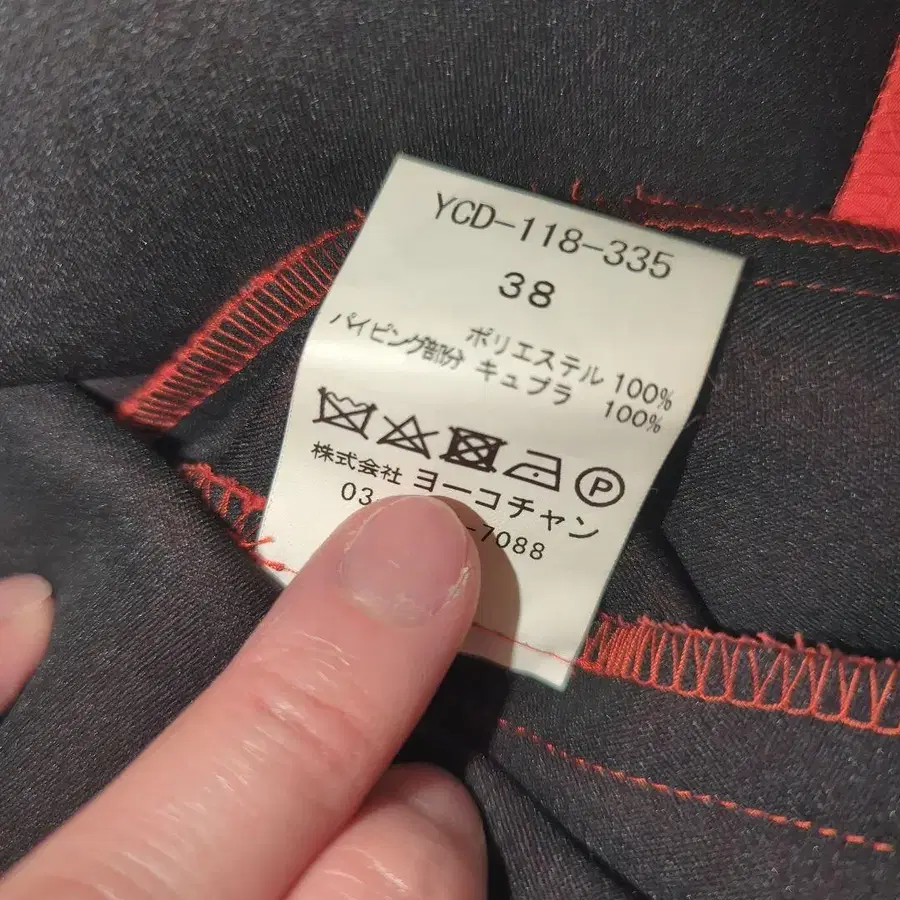 YCD-118-335
38
ポリエステル 100%
パイピング部分 キュプラ 100%
P
株式会社 ヨーコチャン
03 -7088